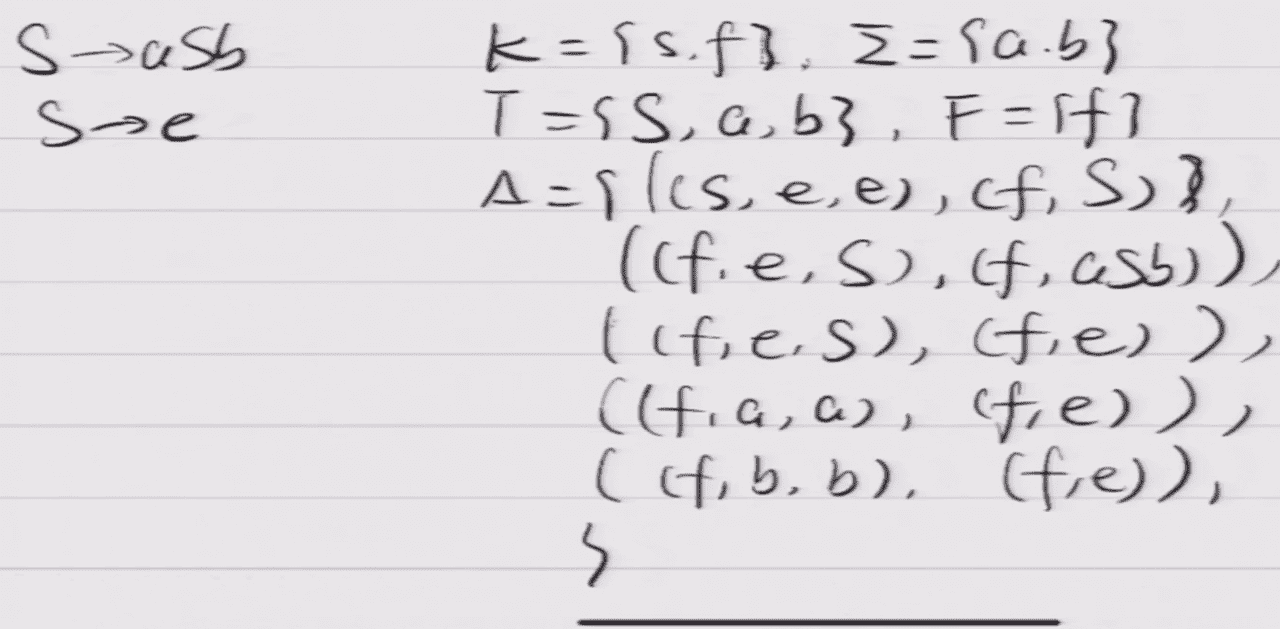 S→aSb K = {s.f}, Σ = {a.b}
S→e T = {S, a, b}, F = {f}
Δ = { ((s, e, e), (f, S) },
((f. e, S), (f, aSb)),
( (f, e. S), (f, e) ),
((f, a, a), (f, e) ),
( (f, b. b). (f, e)),
}